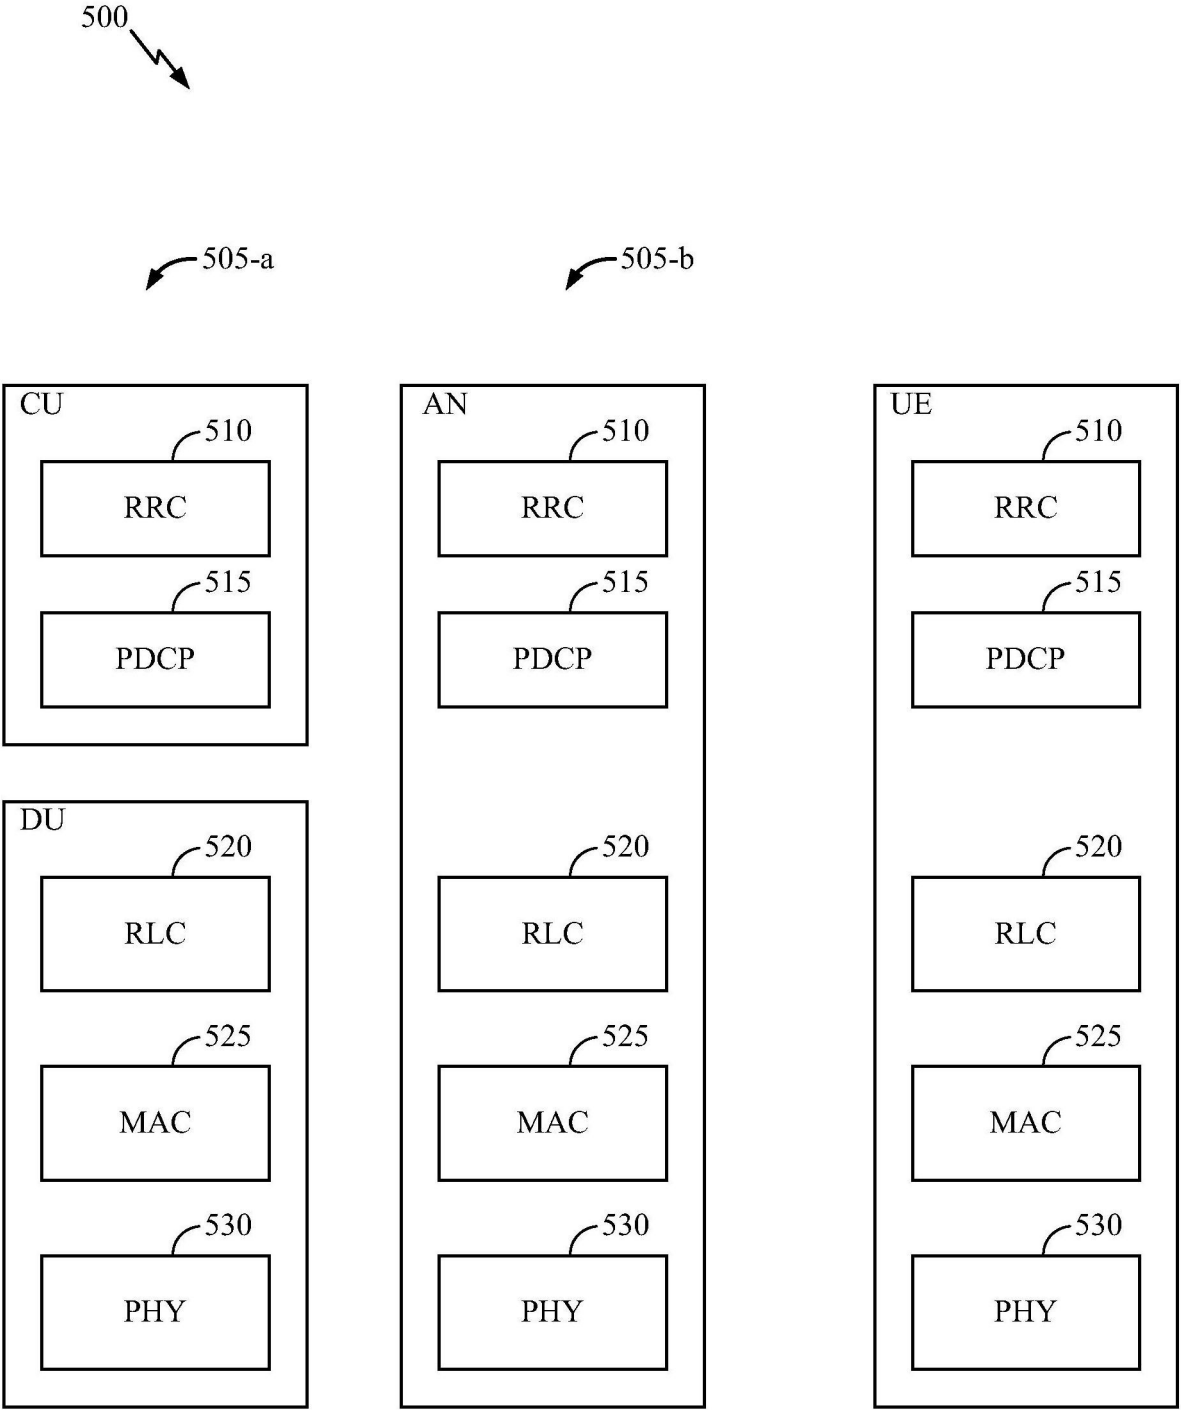 500
505-a 505-b
CU AN UE
510 510 510
RRC RRC RRC
515 515 515
PDCP PDCP PDCP
DU
520 520 520
RLC RLC RLC
525 525 525
MAC MAC MAC
530 530 530
PHY PHY PHY